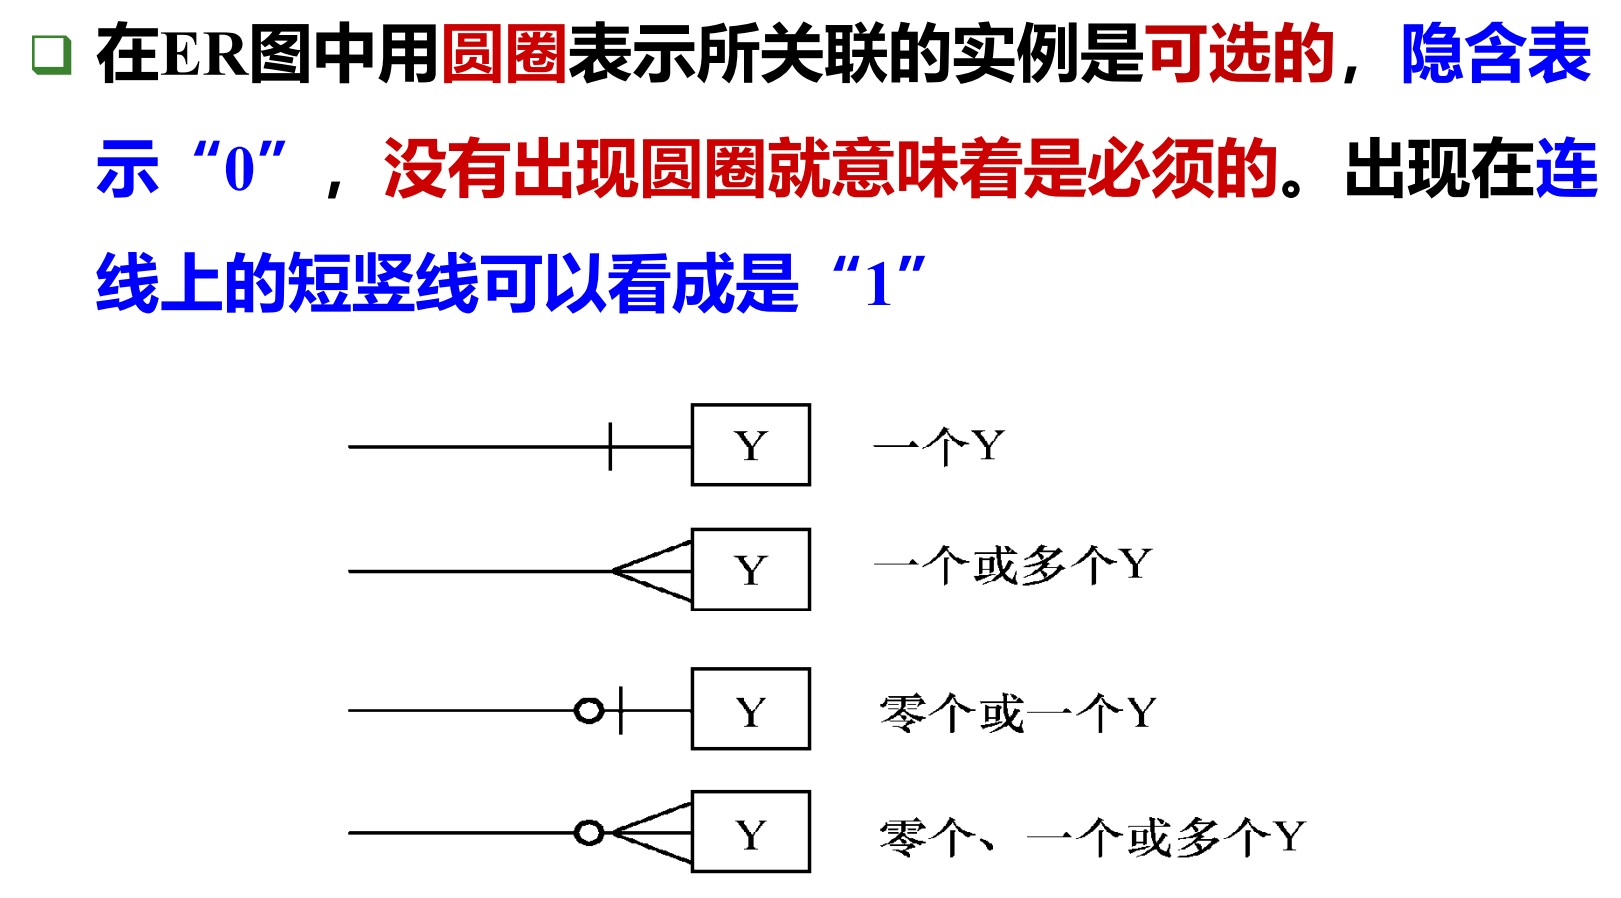 在ER图中用圆圈表示所关联的实例是可选的，隐含表
示“0”，没有出现圆圈就意味着是必须的。出现在连
线上的短竖线可以看成是“1”
Y 一个Y
Y 一个或多个Y
Y 零个或一个Y
Y 零个、一个或多个Y